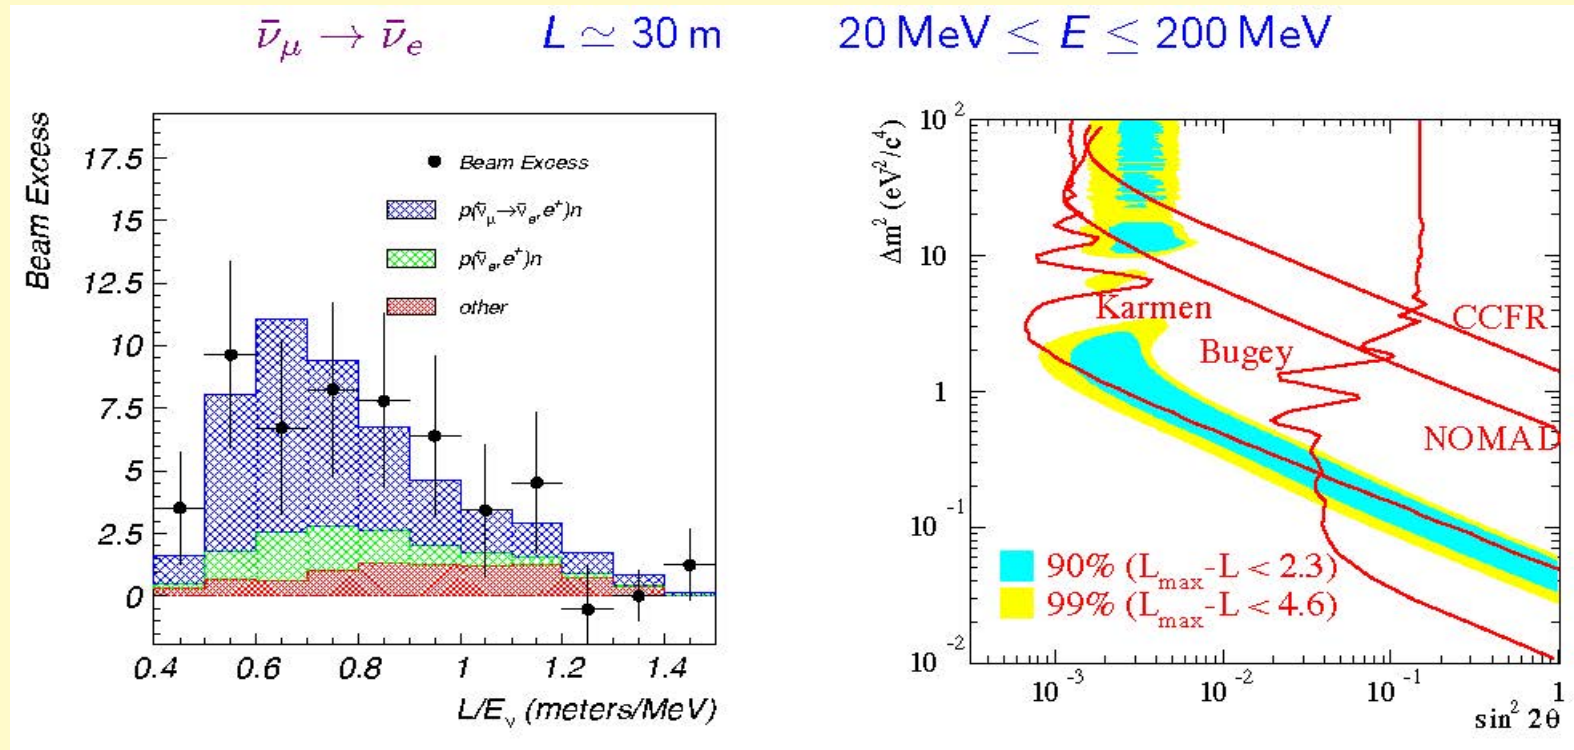 ν̄μ → ν̄e L ≃ 30 m 20 MeV ≤ E ≤ 200 MeV
Beam Excess
17.5
15
12.5
10
7.5
5
2.5
0
Beam Excess
p(ν̄μ→ν̄e,e⁺)n
p(ν̄e,e⁺)n
other
0.4 0.6 0.8 1 1.2 1.4
L/Eν (meters/MeV)
Δm² (eV²/c⁴)
10²
10
1
10⁻¹
10⁻²
Karmen
Bugey
CCFR
NOMAD
90% (Lmax-L < 2.3)
99% (Lmax-L < 4.6)
10⁻³ 10⁻² 10⁻¹ 1
sin² 2θ